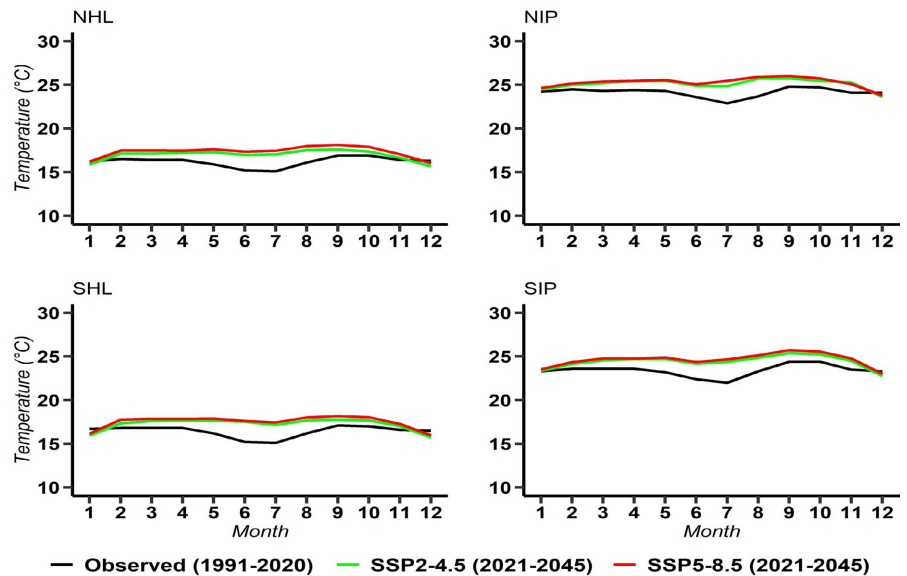 NHL
NIP
Temperature (°C)
30
25
20
15
10
1 2 3 4 5 6 7 8 9 10 11 12
30
25
20
15
10
1 2 3 4 5 6 7 8 9 10 11 12
SHL
SIP
Temperature (°C)
30
25
20
15
10
1 2 3 4 5 6 7 8 9 10 11 12
Month
30
25
20
15
10
1 2 3 4 5 6 7 8 9 10 11 12
Month
Observed (1991-2020) SSP2-4.5 (2021-2045) SSP5-8.5 (2021-2045)